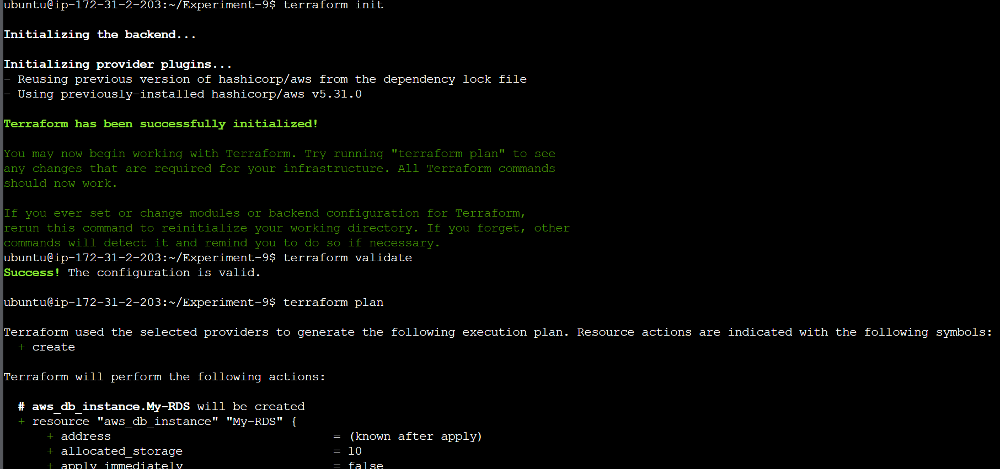 ubuntu@ip-172-31-2-203:~/Experiment-9$ terraform init
Initializing the backend...
Initializing provider plugins...
- Reusing previous version of hashicorp/aws from the dependency lock file
- Using previously-installed hashicorp/aws v5.31.0
Terraform has been successfully initialized!
You may now begin working with Terraform. Try running "terraform plan" to see
any changes that are required for your infrastructure. All Terraform commands
should now work.
If you ever set or change modules or backend configuration for Terraform,
rerun this command to reinitialize your working directory. If you forget, other
commands will detect it and remind you to do so if necessary.
ubuntu@ip-172-31-2-203:~/Experiment-9$ terraform validate
Success! The configuration is valid.
ubuntu@ip-172-31-2-203:~/Experiment-9$ terraform plan
Terraform used the selected providers to generate the following execution plan. Resource actions are indicated with the following symbols:
  + create
Terraform will perform the following actions:
  # aws_db_instance.My-RDS will be created
  + resource "aws_db_instance" "My-RDS" {
      + address                               = (known after apply)
      + allocated_storage                     = 10
      + apply_immediately                     = false